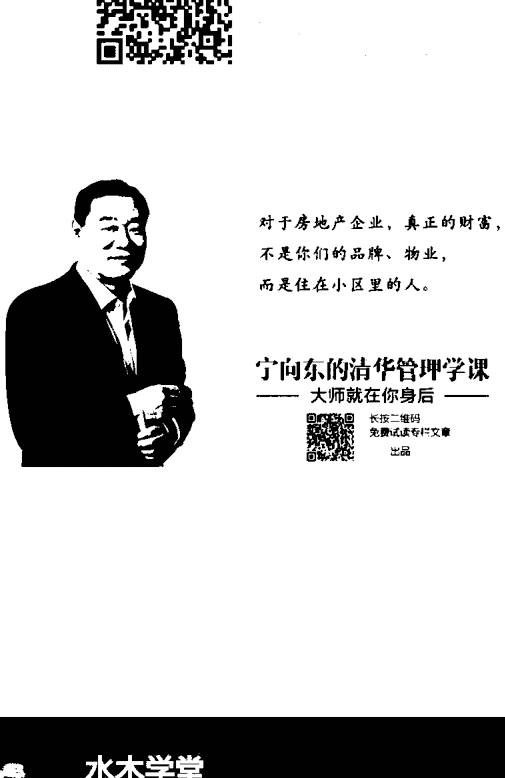 对于房地产企业，真正的财富，
不是你们的品牌、物业，
而是住在小区里的人。
宁向东的清华管理学课
大师就在你身后
长按二维码
免费试读专栏文章
出品
水木学堂